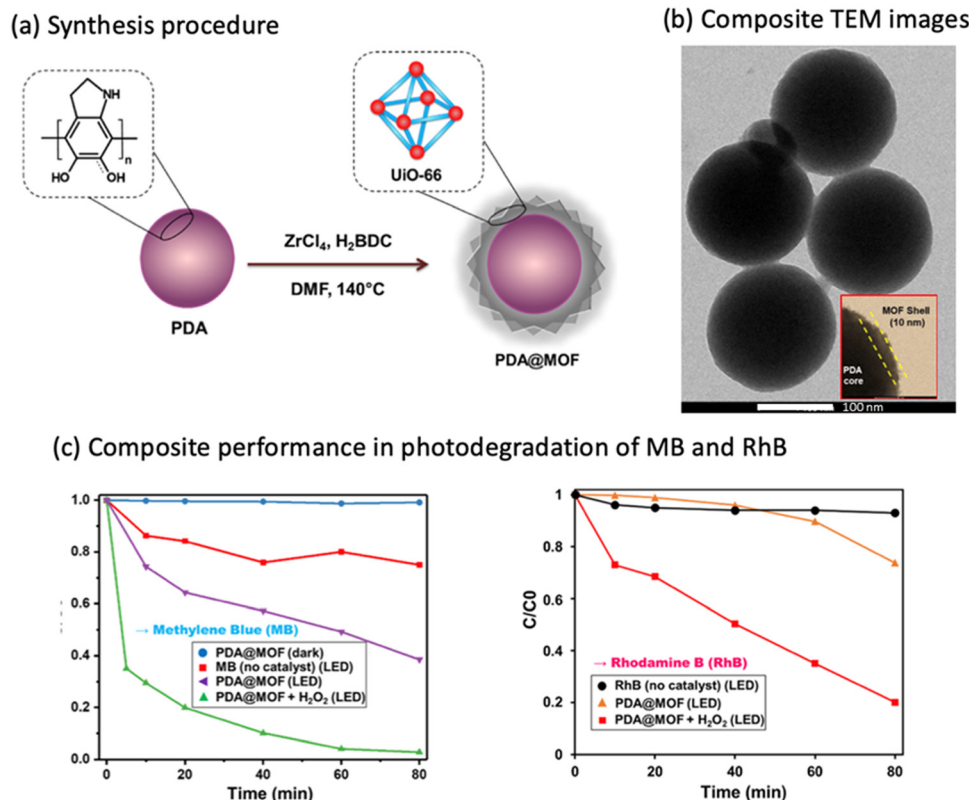 (a) Synthesis procedure
NH
n
HO
OH
PDA
ZrCl₄, H₂BDC
DMF, 140°C
UiO-66
PDA@MOF
(b) Composite TEM images
MOF Shell
(10 nm)
PDA
core
100 nm
(c) Composite performance in photodegradation of MB and RhB
1.0
0.8
0.6
0.4
0.2
0.0
0 20 40 60 80
Time (min)
→ Methylene Blue (MB)
PDA@MOF (dark)
MB (no catalyst) (LED)
PDA@MOF (LED)
PDA@MOF + H₂O₂ (LED)
C/C0
1
0.8
0.6
0.4
0.2
0
0 20 40 60 80
Time (min)
→ Rhodamine B (RhB)
RhB (no catalyst) (LED)
PDA@MOF (LED)
PDA@MOF + H₂O₂ (LED)